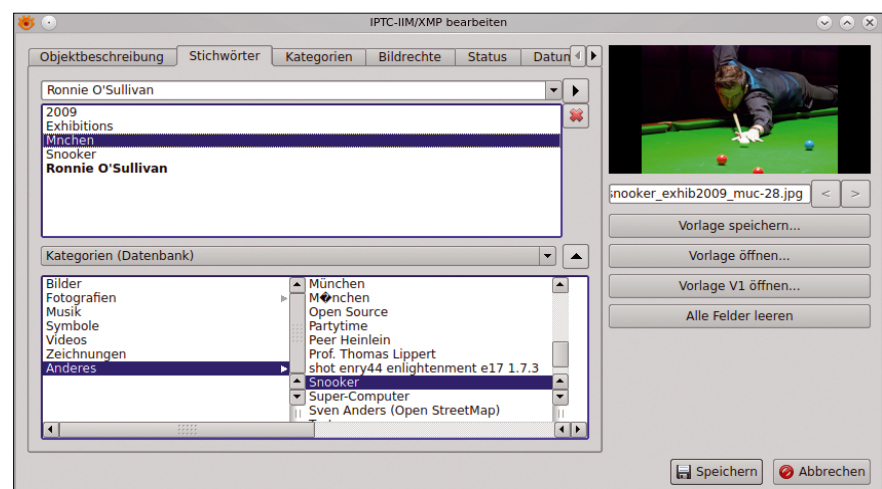 IPTC-IIM/XMP bearbeiten
Objektbeschreibung Stichwörter Kategorien Bildrechte Status Datun
Ronnie O'Sullivan
2009
Exhibitions
Mnchen
Snooker
Ronnie O'Sullivan
Kategorien (Datenbank)
Bilder
Fotografien
Musik
Symbole
Videos
Zeichnungen
Anderes
München
M�nchen
Open Source
Partytime
Peer Heinlein
Prof. Thomas Lippert
shot enry44 enlightenment e17 1.7.3
Snooker
Super-Computer
Sven Anders (Open StreetMap)
snooker_exhib2009_muc-28.jpg < >
Vorlage speichern...
Vorlage öffnen...
Vorlage V1 öffnen...
Alle Felder leeren
Speichern Abbrechen